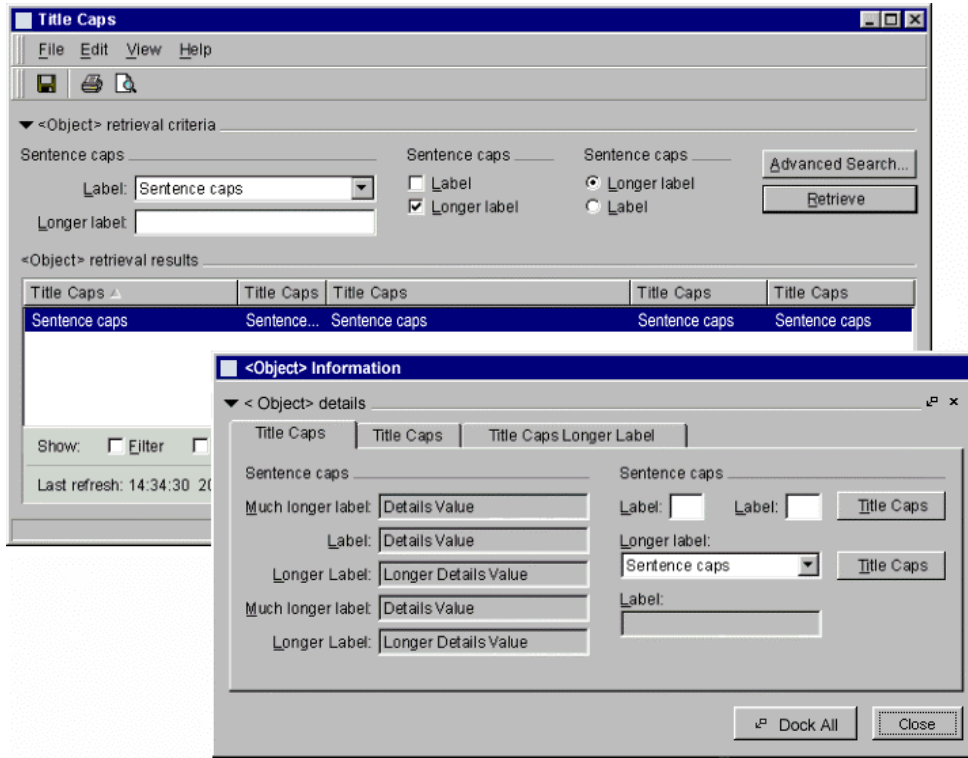 Title Caps
File Edit View Help
<Object> retrieval criteria
Sentence caps Sentence caps Sentence caps
Advanced Search...
Label: Sentence caps Label Longer label
Retrieve
Longer label: Longer label Label
<Object> retrieval results
Title Caps Title Caps Title Caps Title Caps Title Caps
Sentence caps Sentence... Sentence caps Sentence caps Sentence caps
Show: Filter
Last refresh: 14:34:30 20
<Object> Information
< Object> details
Title Caps Title Caps Title Caps Longer Label
Sentence caps Sentence caps
Much longer label: Details Value Label: Label: Title Caps
Label: Details Value Longer label:
Longer Label: Longer Details Value Sentence caps Title Caps
Much longer label: Details Value Label:
Longer Label: Longer Details Value
Dock All Close